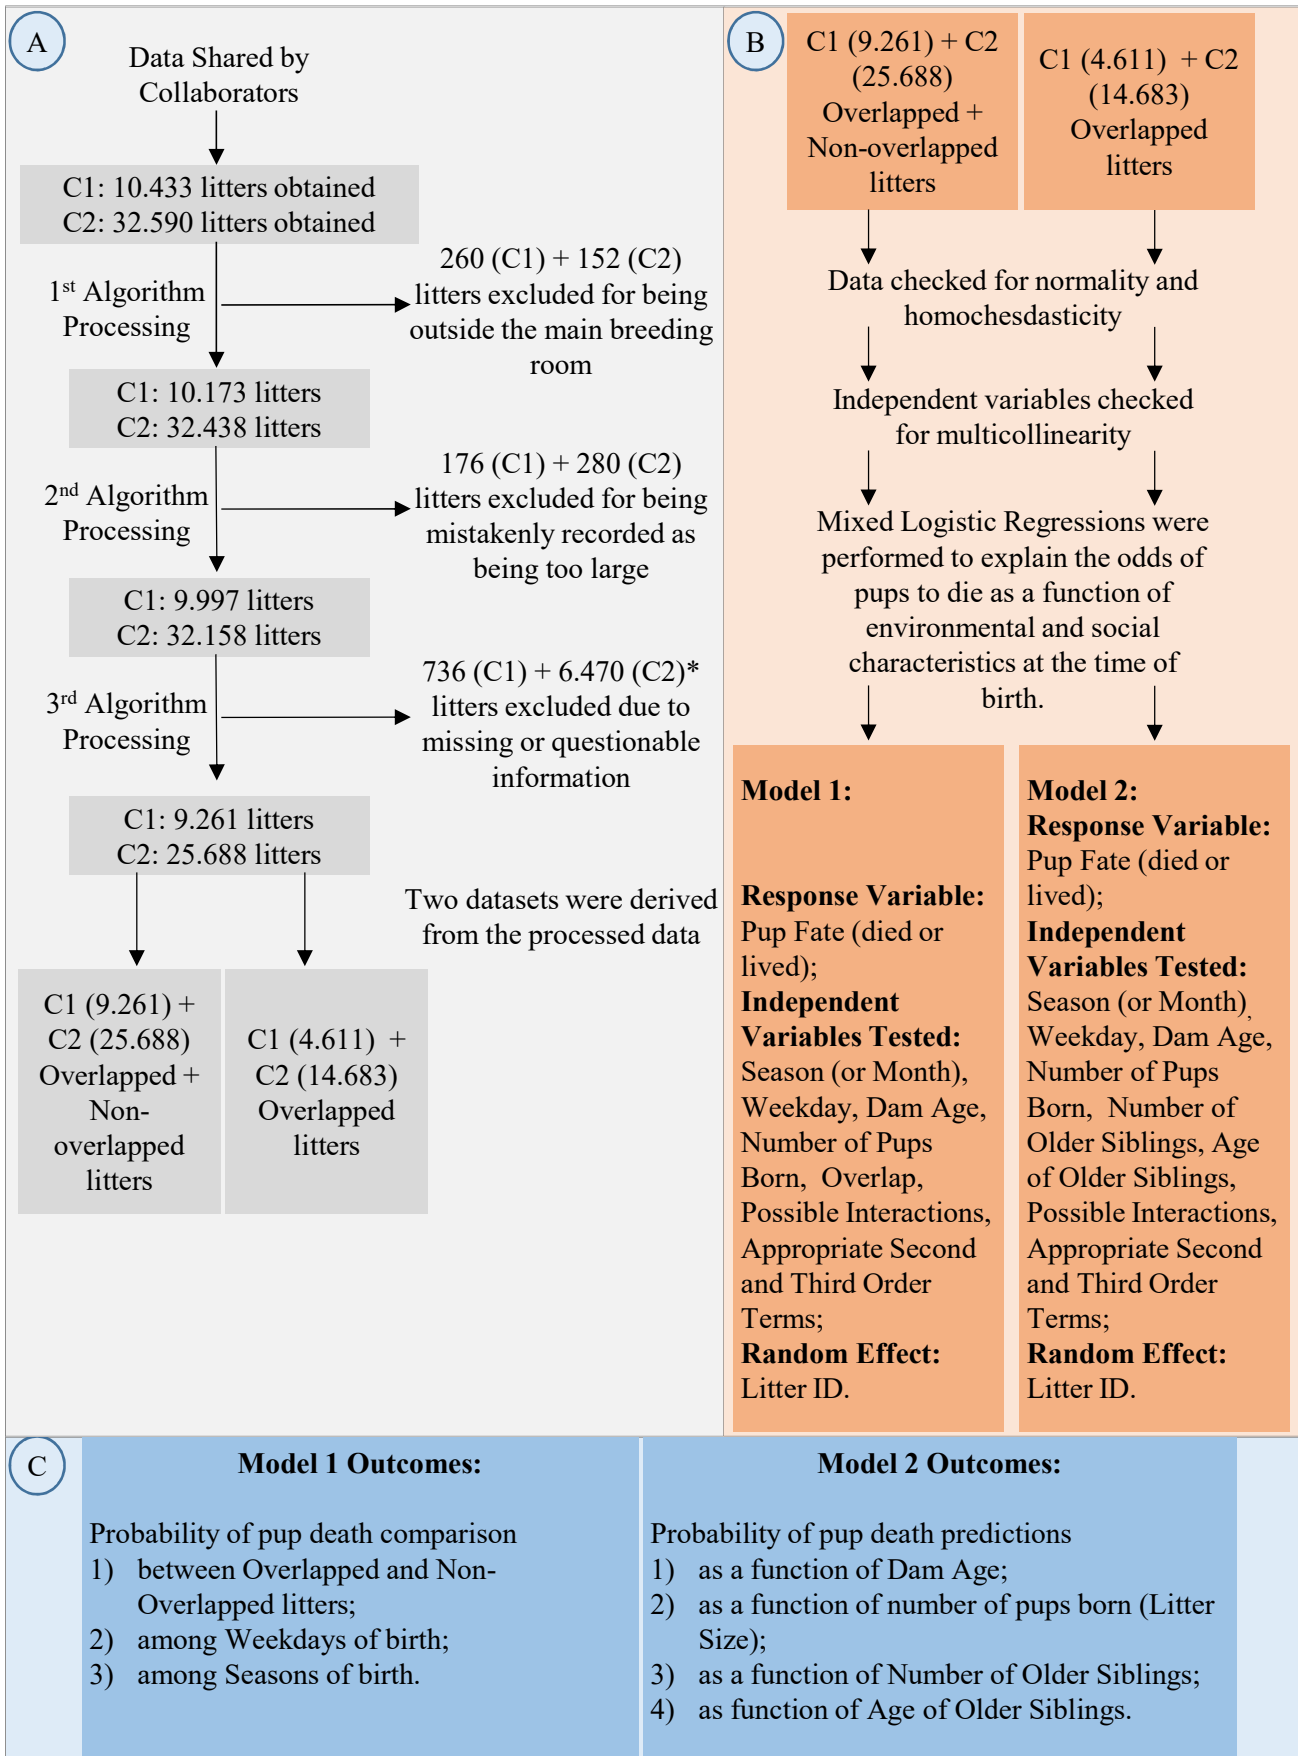 A
Data Shared by
Collaborators
C1: 10.433 litters obtained
C2: 32.590 litters obtained
1st Algorithm
Processing
260 (C1) + 152 (C2)
litters excluded for being
outside the main breeding
room
C1: 10.173 litters
C2: 32.438 litters
2nd Algorithm
Processing
176 (C1) + 280 (C2)
litters excluded for being
mistakenly recorded as
being too large
C1: 9.997 litters
C2: 32.158 litters
3rd Algorithm
Processing
736 (C1) + 6.470 (C2)*
litters excluded due to
missing or questionable
information
C1: 9.261 litters
C2: 25.688 litters
Two datasets were derived
from the processed data
C1 (9.261) +
C2 (25.688)
Overlapped +
Non-
overlapped
litters
C1 (4.611) +
C2 (14.683)
Overlapped
litters
B
C1 (9.261) + C2
(25.688)
Overlapped +
Non-overlapped
litters
C1 (4.611) + C2
(14.683)
Overlapped
litters
Data checked for normality and
homochesdasticity
Independent variables checked
for multicollinearity
Mixed Logistic Regressions were
performed to explain the odds of
pups to die as a function of
environmental and social
characteristics at the time of
birth.
Model 1:
Response Variable:
Pup Fate (died or
lived);
Independent
Variables Tested:
Season (or Month),
Weekday, Dam Age,
Number of Pups
Born, Overlap,
Possible Interactions,
Appropriate Second
and Third Order
Terms;
Random Effect:
Litter ID.
Model 2:
Response Variable:
Pup Fate (died or
lived);
Independent
Variables Tested:
Season (or Month),
Weekday, Dam Age,
Number of Pups
Born, Number of
Older Siblings, Age
of Older Siblings,
Possible Interactions,
Appropriate Second
and Third Order
Terms;
Random Effect:
Litter ID.
C
Model 1 Outcomes:
Probability of pup death comparison
1) between Overlapped and Non-
Overlapped litters;
2) among Weekdays of birth;
3) among Seasons of birth.
Model 2 Outcomes:
Probability of pup death predictions
1) as a function of Dam Age;
2) as a function of number of pups born (Litter
Size);
3) as a function of Number of Older Siblings;
4) as function of Age of Older Siblings.